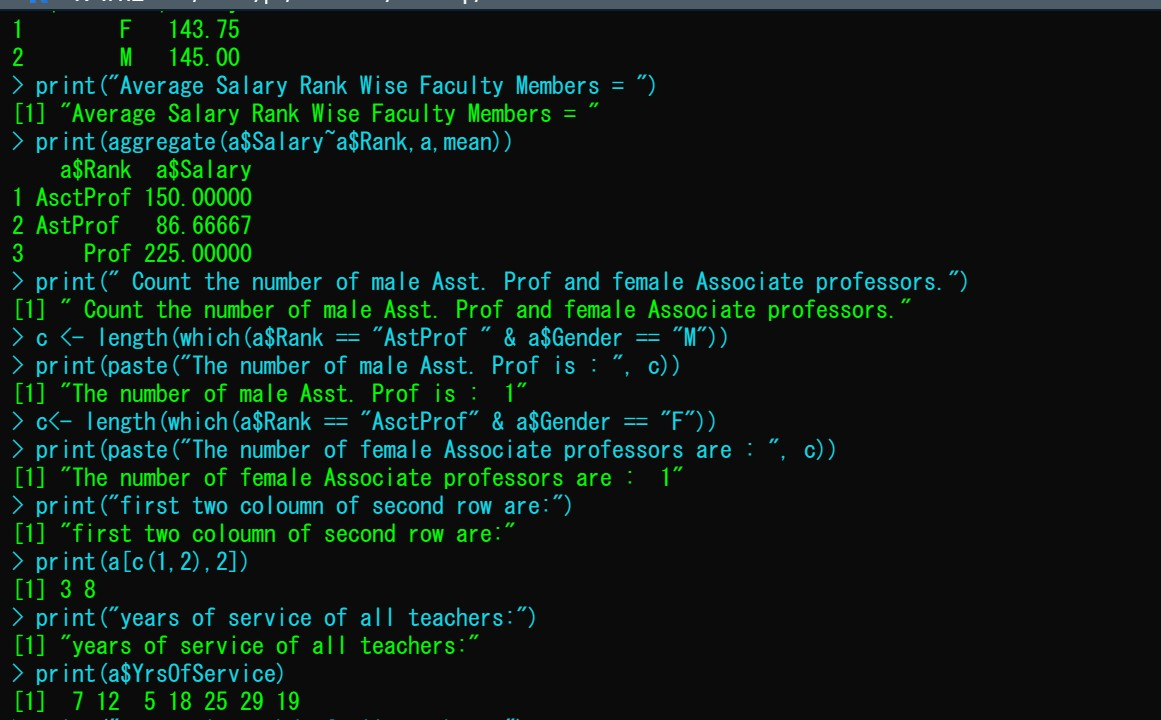 1        F   143.75
2        M   145.00
> print("Average Salary Rank Wise Faculty Members = ")
[1] "Average Salary Rank Wise Faculty Members = "
> print(aggregate(a$Salary~a$Rank,a,mean))
    a$Rank  a$Salary
1 AsctProf 150.00000
2 AstProf   86.66667
3     Prof 225.00000
> print(" Count the number of male Asst. Prof and female Associate professors.")
[1] " Count the number of male Asst. Prof and female Associate professors."
> c <- length(which(a$Rank == "AstProf " & a$Gender == "M"))
> print(paste("The number of male Asst. Prof is : ", c))
[1] "The number of male Asst. Prof is :  1"
> c<- length(which(a$Rank == "AsctProf" & a$Gender == "F"))
> print(paste("The number of female Associate professors are : ", c))
[1] "The number of female Associate professors are :  1"
> print("first two coloumn of second row are:")
[1] "first two coloumn of second row are:"
> print(a[c(1,2),2])
[1] 3 8
> print("years of service of all teachers:")
[1] "years of service of all teachers:"
> print(a$YrsOfService)
[1]  7 12  5 18 25 29 19